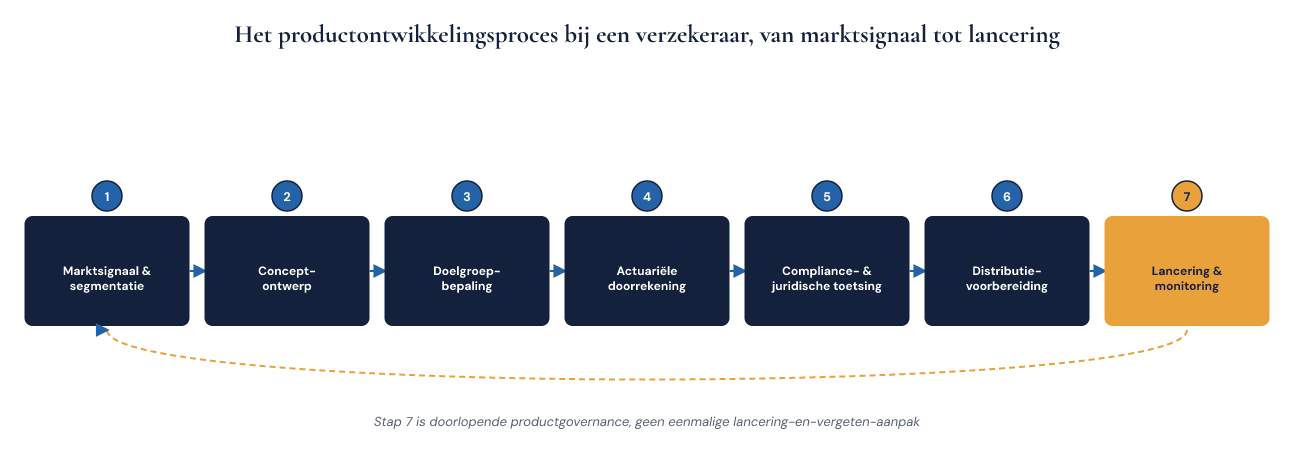 Het productontwikkelingsproces bij een verzekeraar, van marktsignaal tot lancering
1
Marktsignaal &
segmentatie
2
Concept-
ontwerp
3
Doelgroep-
bepaling
4
Actuariële
doorrekening
5
Compliance- &
juridische toetsing
6
Distributie-
voorbereiding
7
Lancering &
monitoring
Stap 7 is doorlopende productgovernance, geen eenmalige lancering-en-vergeten-aanpak